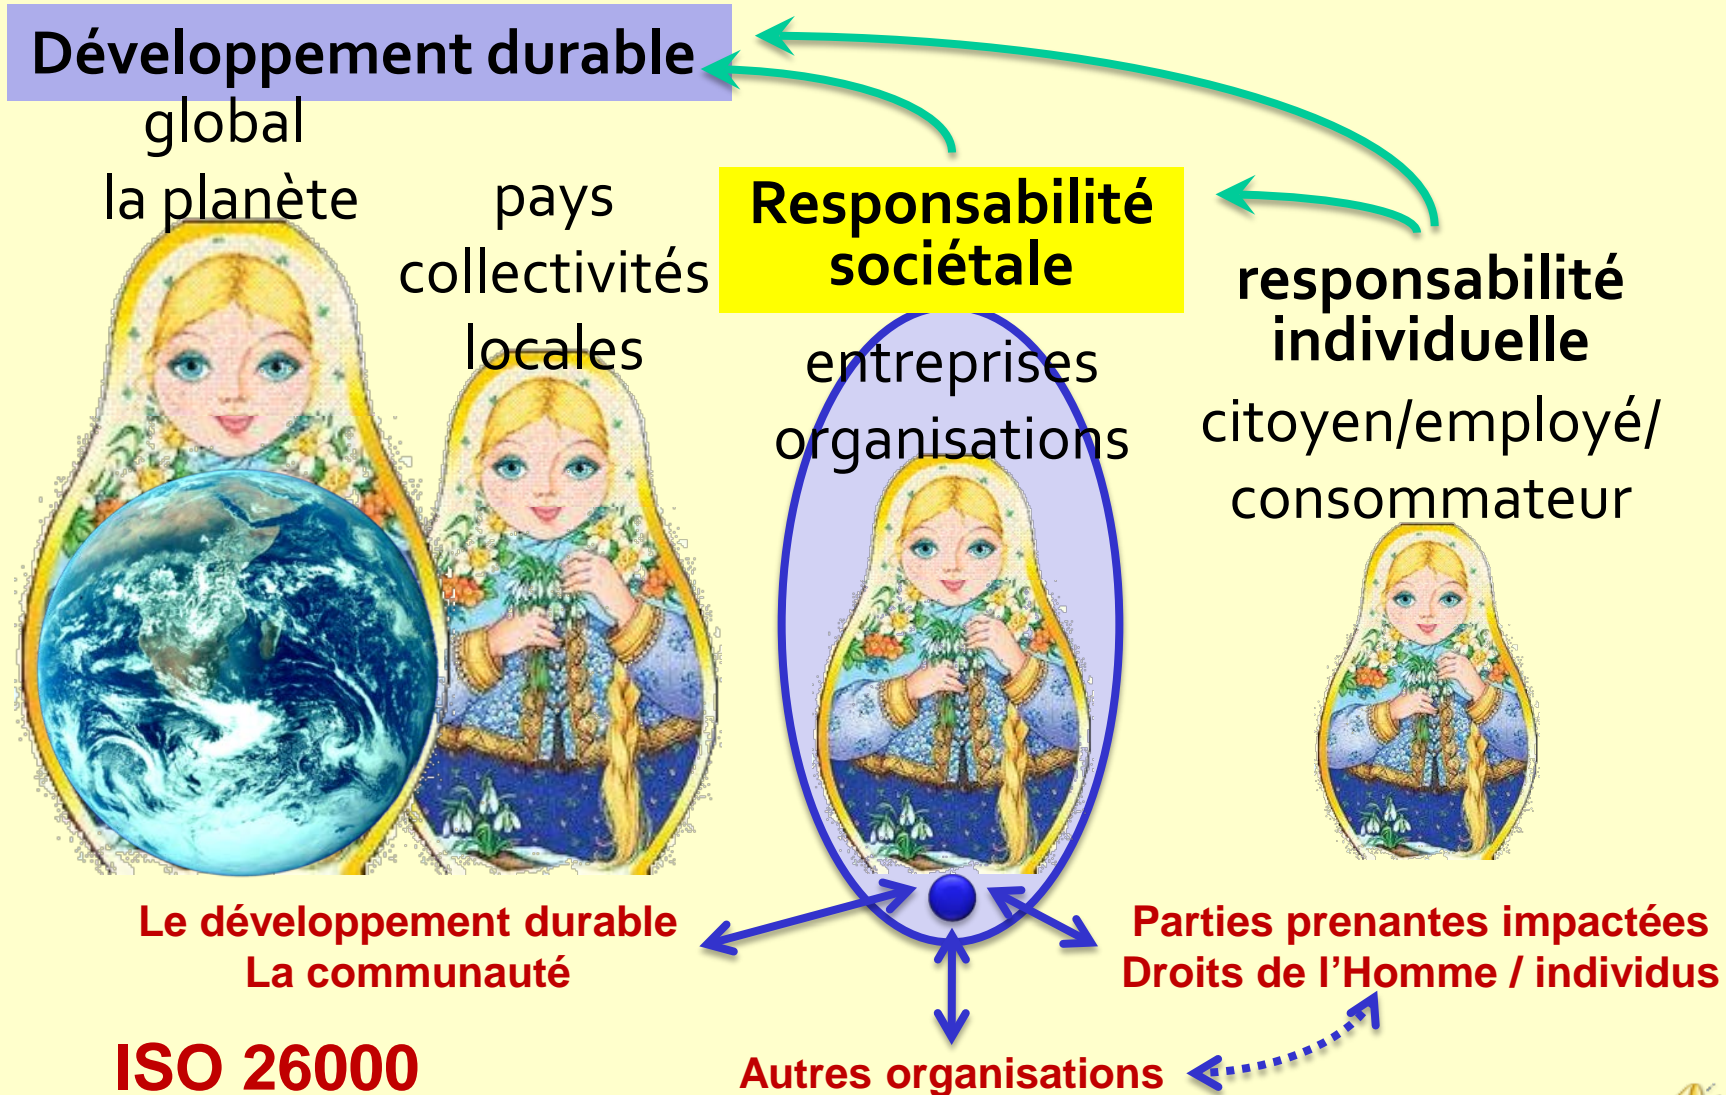 Développement durable
global
la planète
pays
collectivités
locales
Responsabilité
sociétale
entreprises
organisations
responsabilité
individuelle
citoyen/employé/
consommateur
Le développement durable
La communauté
Parties prenantes impactées
Droits de l’Homme / individus
Autres organisations
ISO 26000